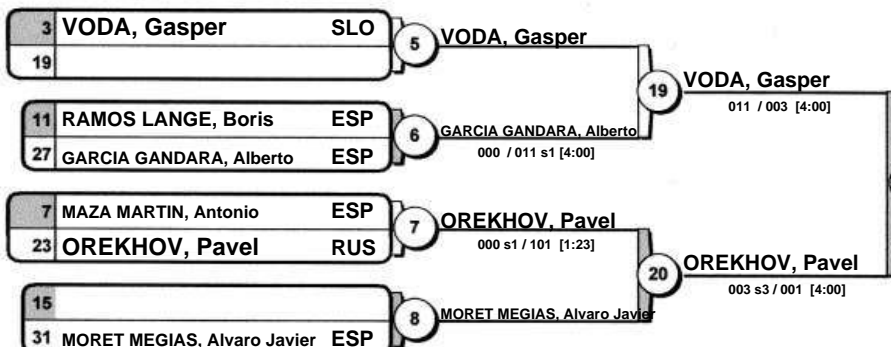 3 VODA, Gasper SLO
19
5
VODA, Gasper
11 RAMOS LANGE, Boris ESP
27 GARCIA GANDARA, Alberto ESP
6
GARCIA GANDARA, Alberto
000 / 011 s1 [4:00]
19
VODA, Gasper
011 / 003 [4:00]
7 MAZA MARTIN, Antonio ESP
23 OREKHOV, Pavel RUS
7
OREKHOV, Pavel
000 s1 / 101 [1:23]
15
31 MORET MEGIAS, Alvaro Javier ESP
8
MORET MEGIAS, Alvaro Javier
20
OREKHOV, Pavel
003 s3 / 001 [4:00]